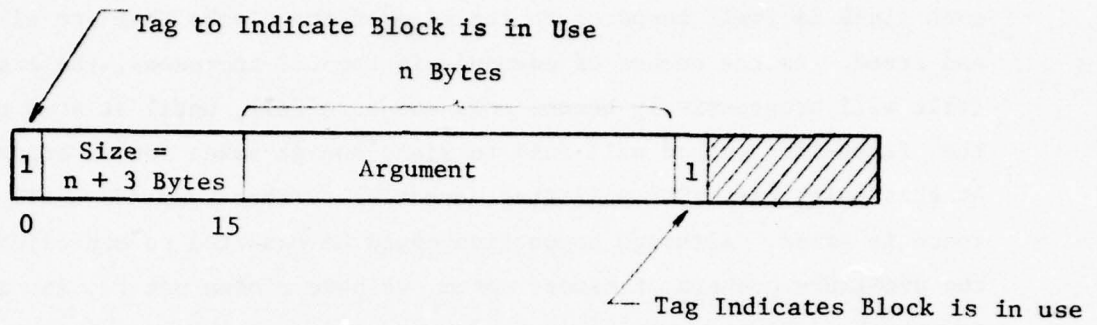 Tag to Indicate Block is in Use
n Bytes
1
Size =
n + 3 Bytes
Argument
1
0
15
Tag Indicates Block is in use